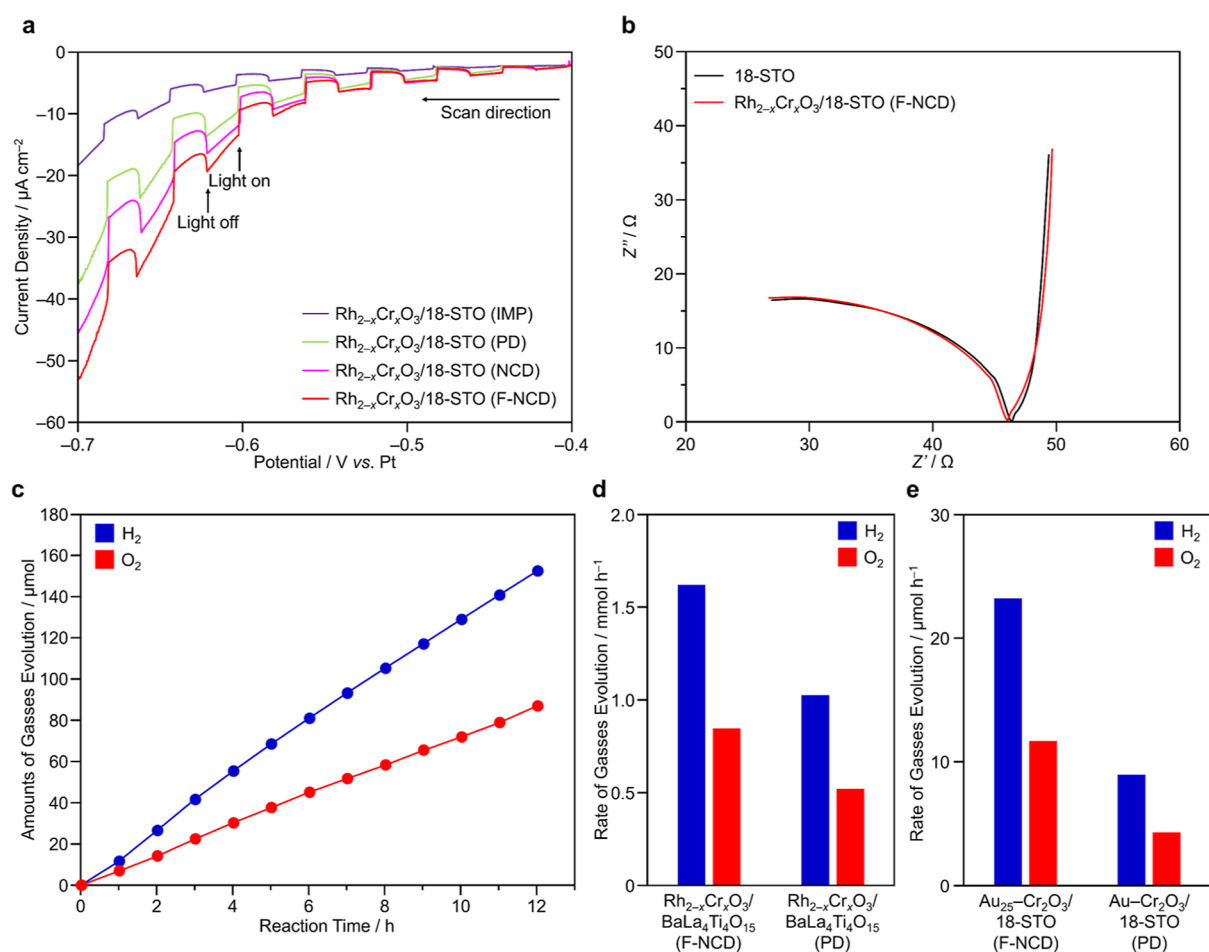 a
0
−10
−20
−30
−40
−50
−60
Current Density / μA cm⁻²
−0.7
−0.6
−0.5
−0.4
Potential / V vs. Pt
Scan direction
Light on
Light off
Rh₂₋ₓCrₓO₃/18-STO (IMP)
Rh₂₋ₓCrₓO₃/18-STO (PD)
Rh₂₋ₓCrₓO₃/18-STO (NCD)
Rh₂₋ₓCrₓO₃/18-STO (F-NCD)
b
50
40
30
20
10
0
Z″ / Ω
20
30
40
50
60
Z′ / Ω
18-STO
Rh₂₋ₓCrₓO₃/18-STO (F-NCD)
c
180
160
140
120
100
80
60
40
20
0
Amounts of Gasses Evolution / μmol
0
2
4
6
8
10
12
Reaction Time / h
H₂
O₂
d
2.0
1.5
1.0
0.5
0
Rate of Gasses Evolution / mmol h⁻¹
H₂
O₂
Rh₂₋ₓCrₓO₃/
BaLa₄Ti₄O₁₅
(F-NCD)
Rh₂₋ₓCrₓO₃/
BaLa₄Ti₄O₁₅
(PD)
e
30
20
10
0
Rate of Gasses Evolution / μmol h⁻¹
H₂
O₂
Au₂₅–Cr₂O₃/
18-STO
(F-NCD)
Au–Cr₂O₃/
18-STO
(PD)